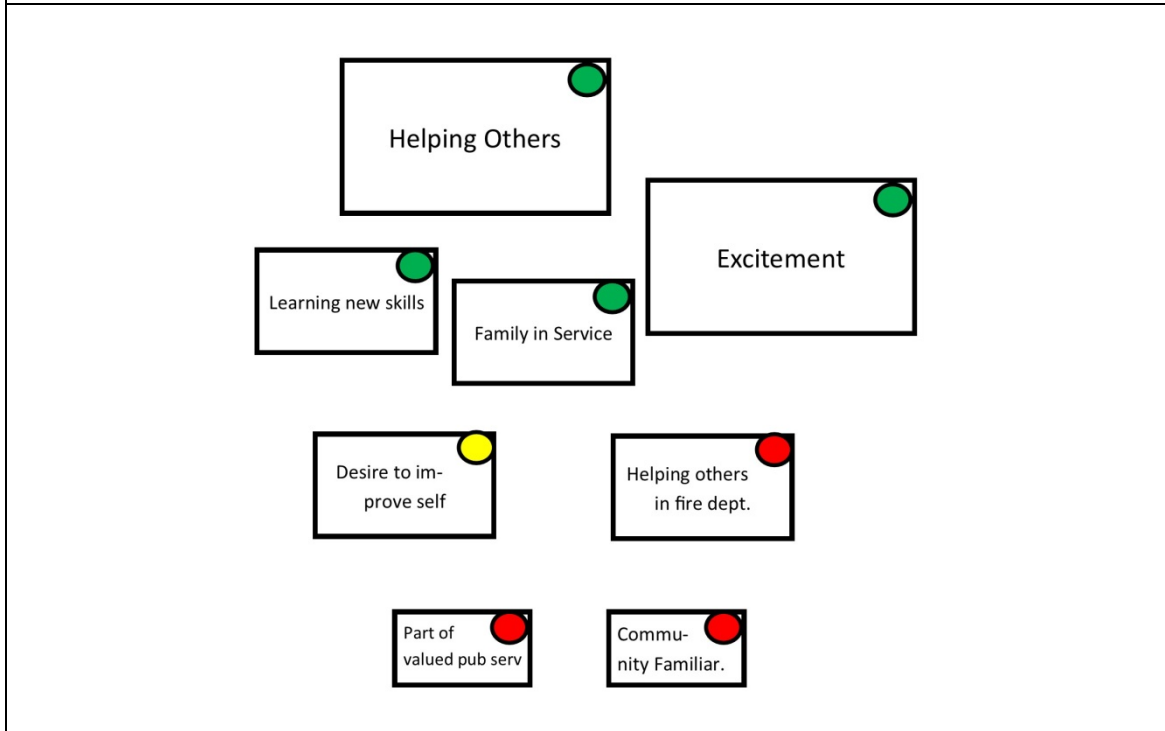 Helping Others
Excitement
Learning new skills
Family in Service
Desire to im-
prove self
Helping others
in fire dept.
Part of
valued pub serv
Commu-
nity Familiar.